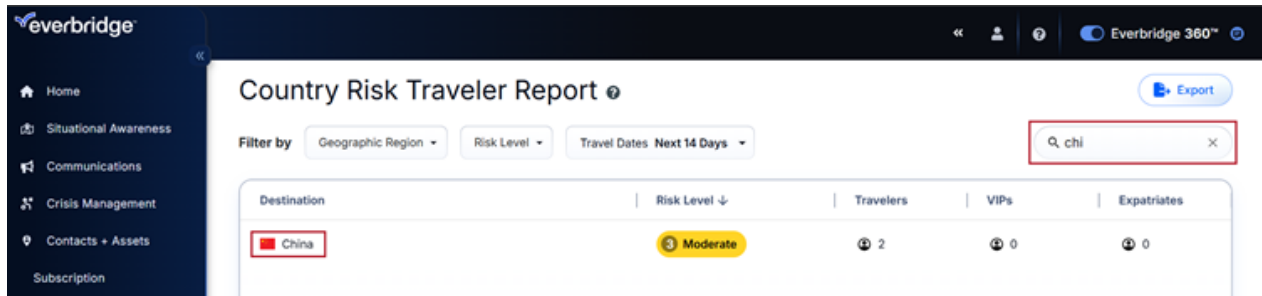 everbridge
Everbridge 360™
Home
Situational Awareness
Communications
Crisis Management
Contacts + Assets
Subscription
Country Risk Traveler Report
Export
Filter by Geographic Region Risk Level Travel Dates Next 14 Days chi
Destination Risk Level Travelers VIPs Expatriates
China 3 Moderate 2 0 0